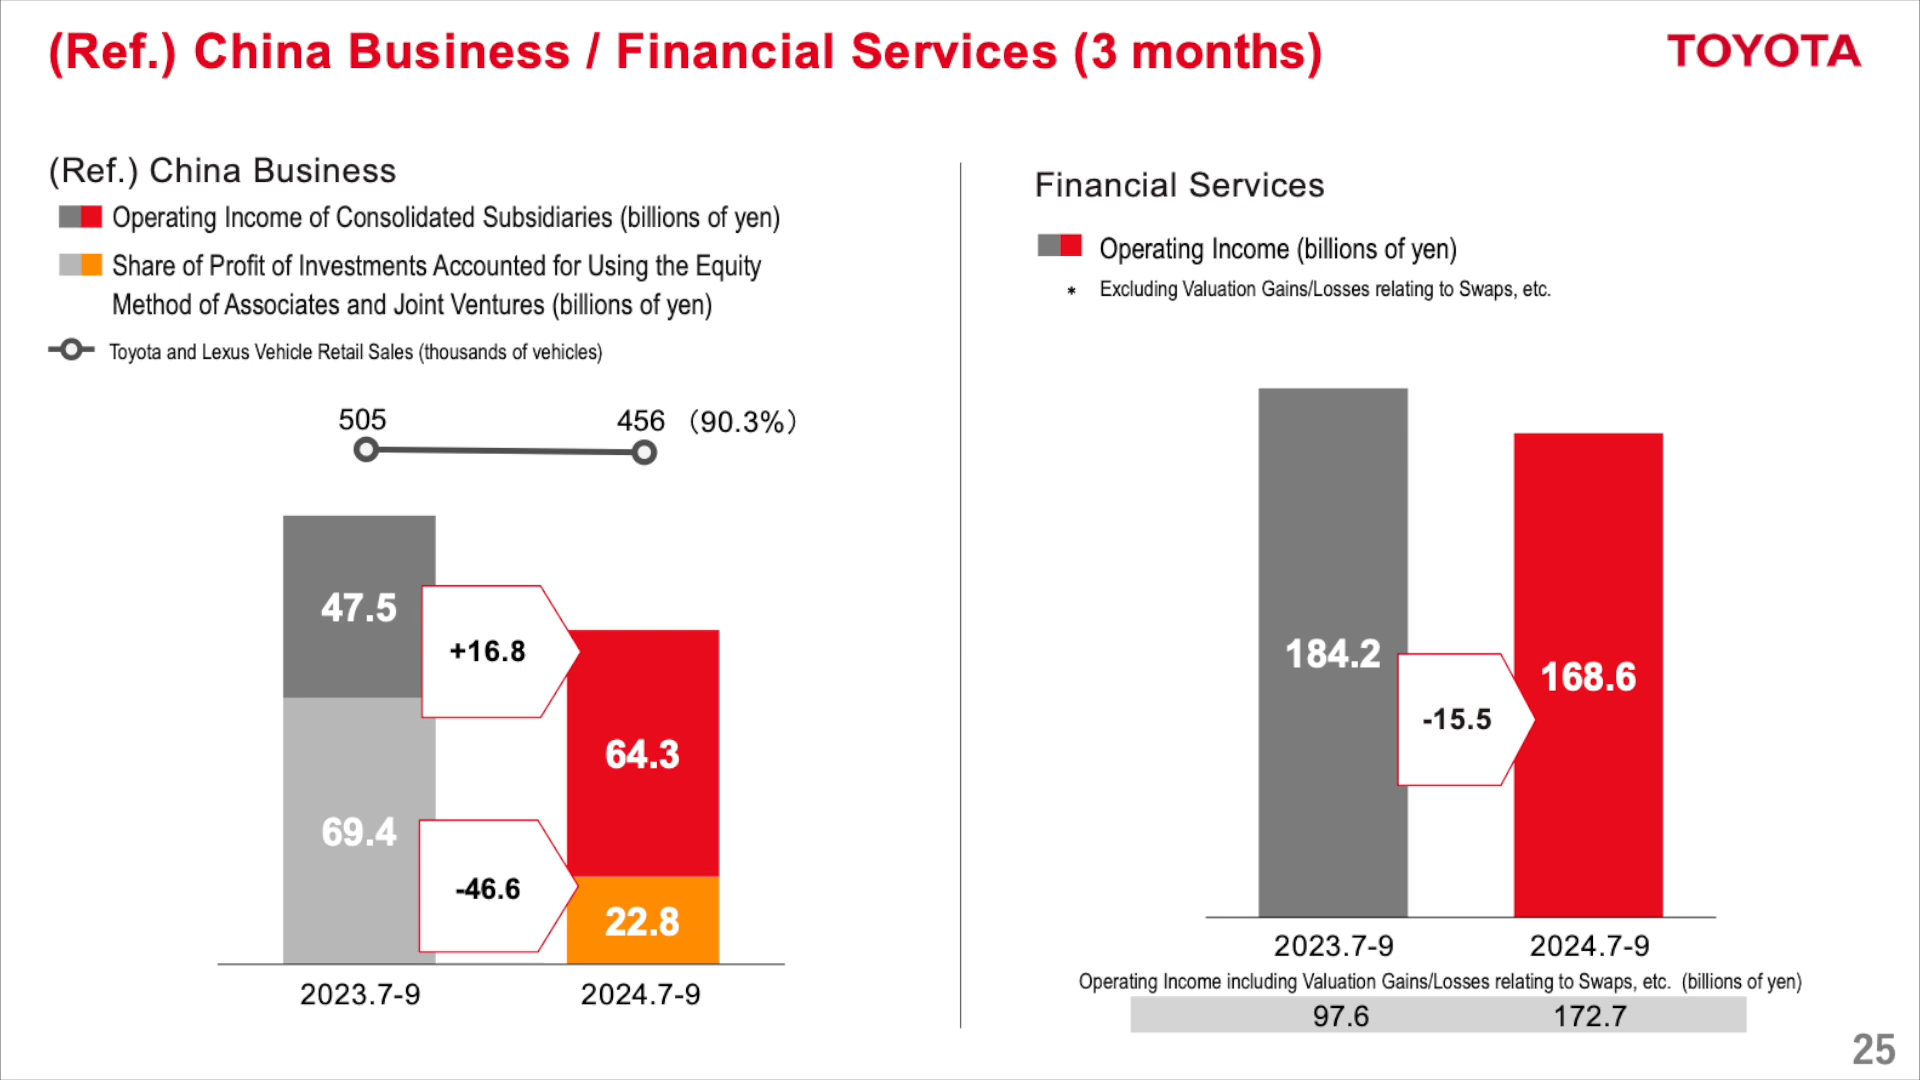 (Ref.) China Business / Financial Services (3 months)
TOYOTA
(Ref.) China Business
Operating Income of Consolidated Subsidiaries (billions of yen)
Share of Profit of Investments Accounted for Using the Equity
Method of Associates and Joint Ventures (billions of yen)
Toyota and Lexus Vehicle Retail Sales (thousands of vehicles)
505
456 (90.3%)
47.5
+16.8
64.3
69.4
-46.6
22.8
2023.7-9
2024.7-9
Financial Services
Operating Income (billions of yen)
* Excluding Valuation Gains/Losses relating to Swaps, etc.
184.2
-15.5
168.6
2023.7-9
2024.7-9
Operating Income including Valuation Gains/Losses relating to Swaps, etc. (billions of yen)
97.6
172.7
25